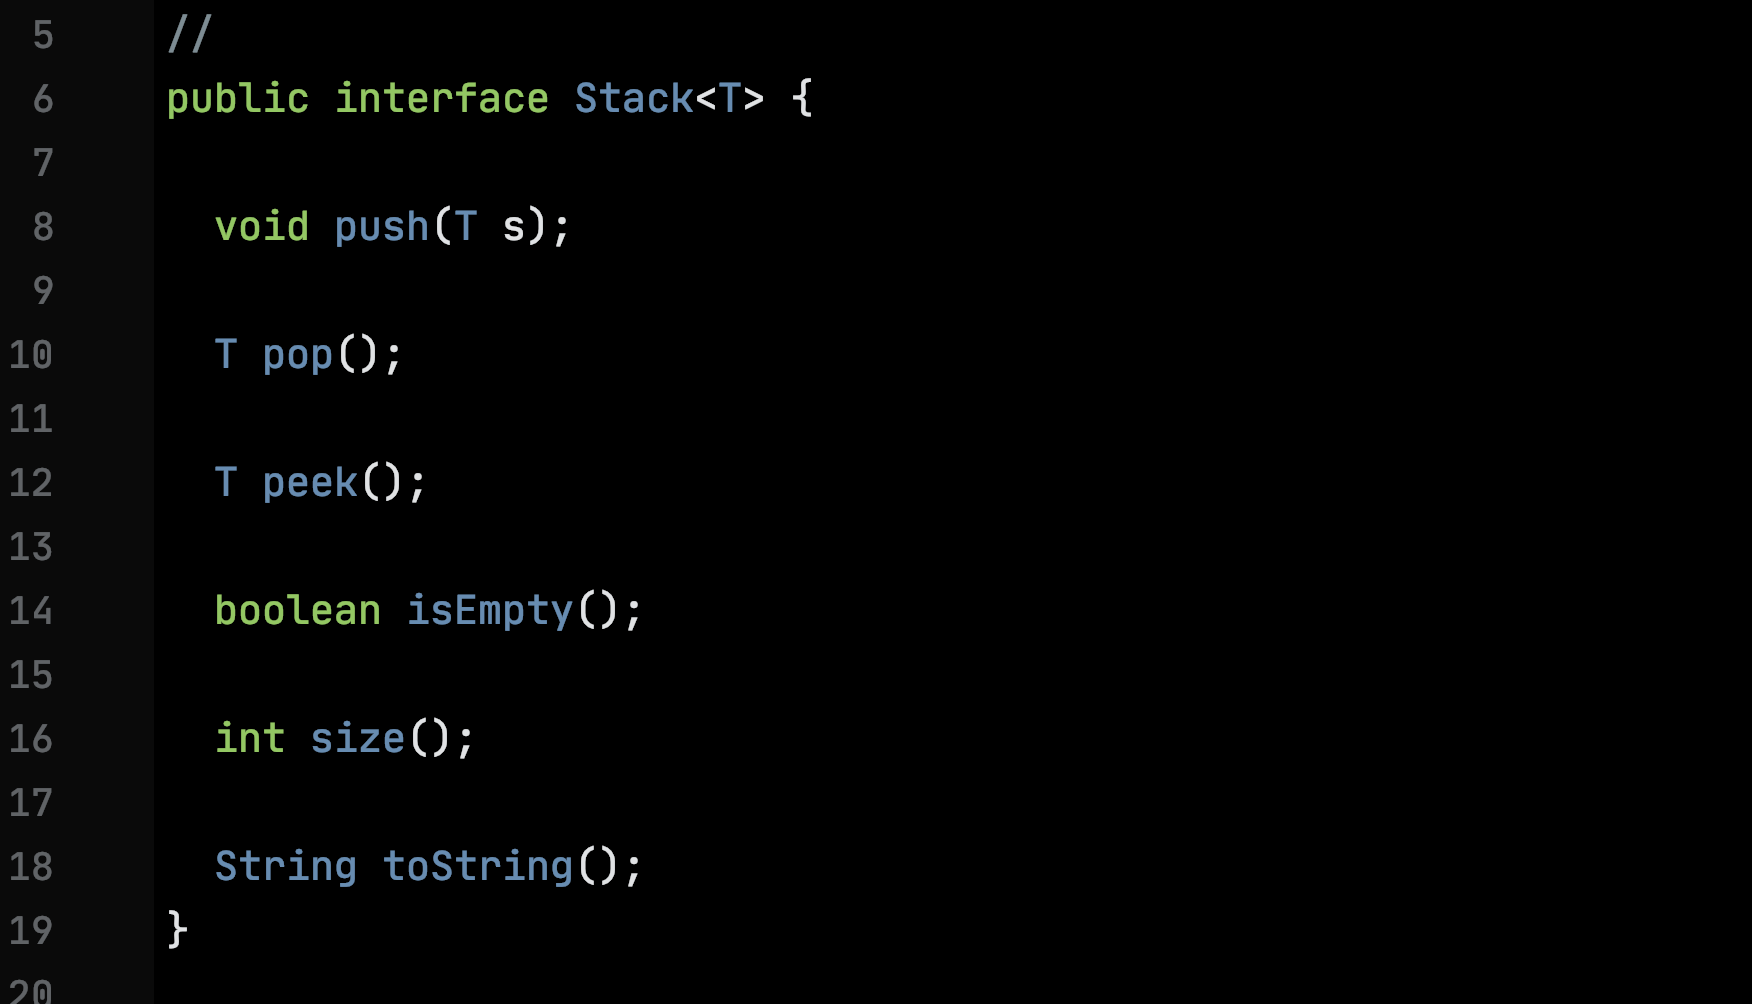 5 //
6 public interface Stack<T> {
7
8 void push(T s);
9
10 T pop();
11
12 T peek();
13
14 boolean isEmpty();
15
16 int size();
17
18 String toString();
19 }
20